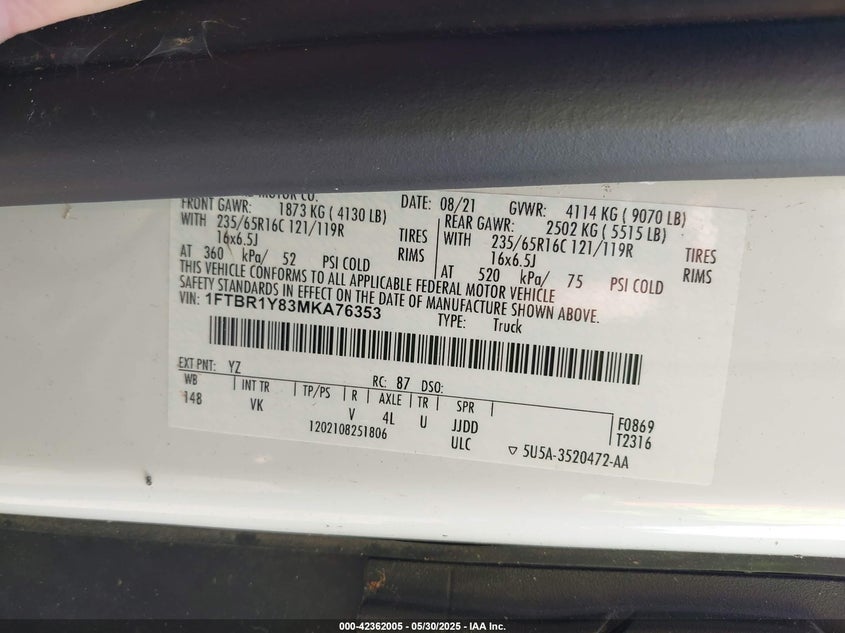 MOTOR CO.
DATE: 08/21 GVWR: 4114 KG ( 9070 LB)
FRONT GAWR: 1873 KG ( 4130 LB) REAR GAWR: 2502 KG ( 5515 LB)
WITH 235/65R16C 121/119R TIRES WITH 235/65R16C 121/119R TIRES
16x6.5J RIMS 16x6.5J RIMS
AT 360 kPa/ 52 PSI COLD AT 520 kPa/ 75 PSI COLD
THIS VEHICLE CONFORMS TO ALL APPLICABLE FEDERAL MOTOR VEHICLE
SAFETY STANDARDS IN EFFECT ON THE DATE OF MANUFACTURE SHOWN ABOVE.
VIN: 1FTBR1Y83MKA76353 TYPE: Truck
EXT PNT: YZ RC: 87 DSO:
WB INT TR TP/PS R AXLE TR SPR
148 VK V 4L U JJDD
ULC
F0869
T2316
1202108251806
▽ 5U5A-3520472-AA
000-42362005 - 05/30/2025 - IAA Inc.